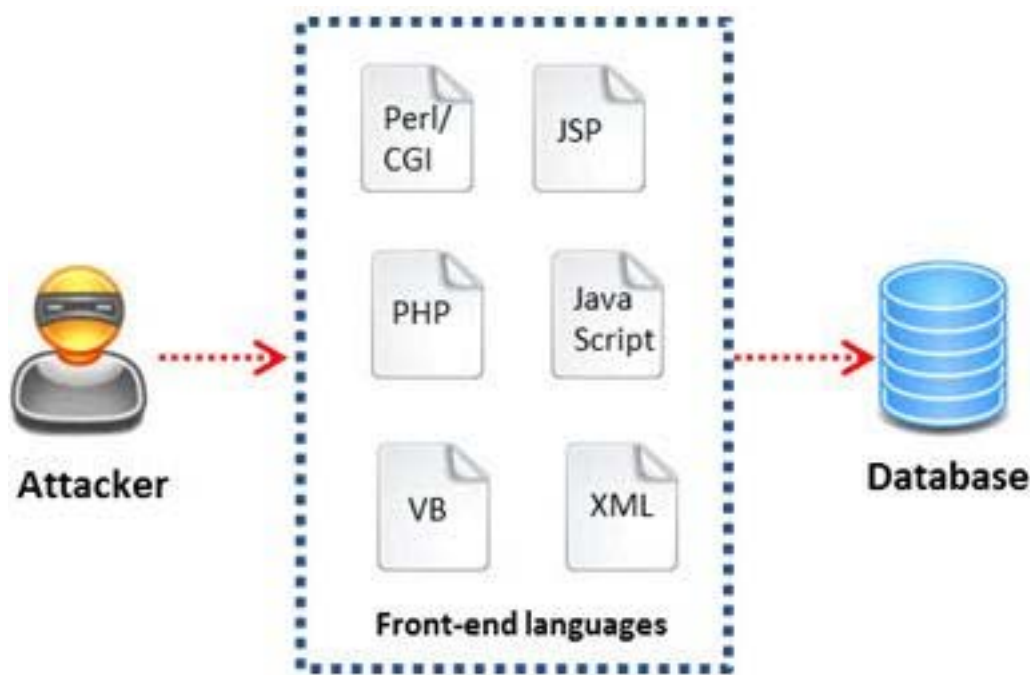 Perl/
CGI
JSP
PHP
Java
Script
Attacker
Database
VB
XML
Front-end languages